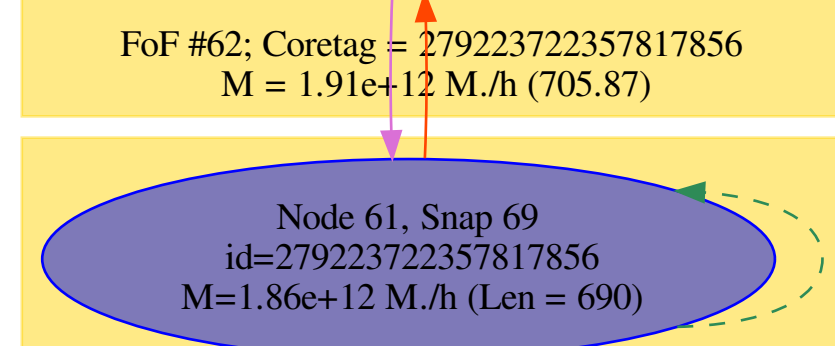 FoF #62; Coretag = 279223722357817856
M = 1.91e+12 M./h (705.87)
Node 61, Snap 69
id=279223722357817856
M=1.86e+12 M./h (Len = 690)